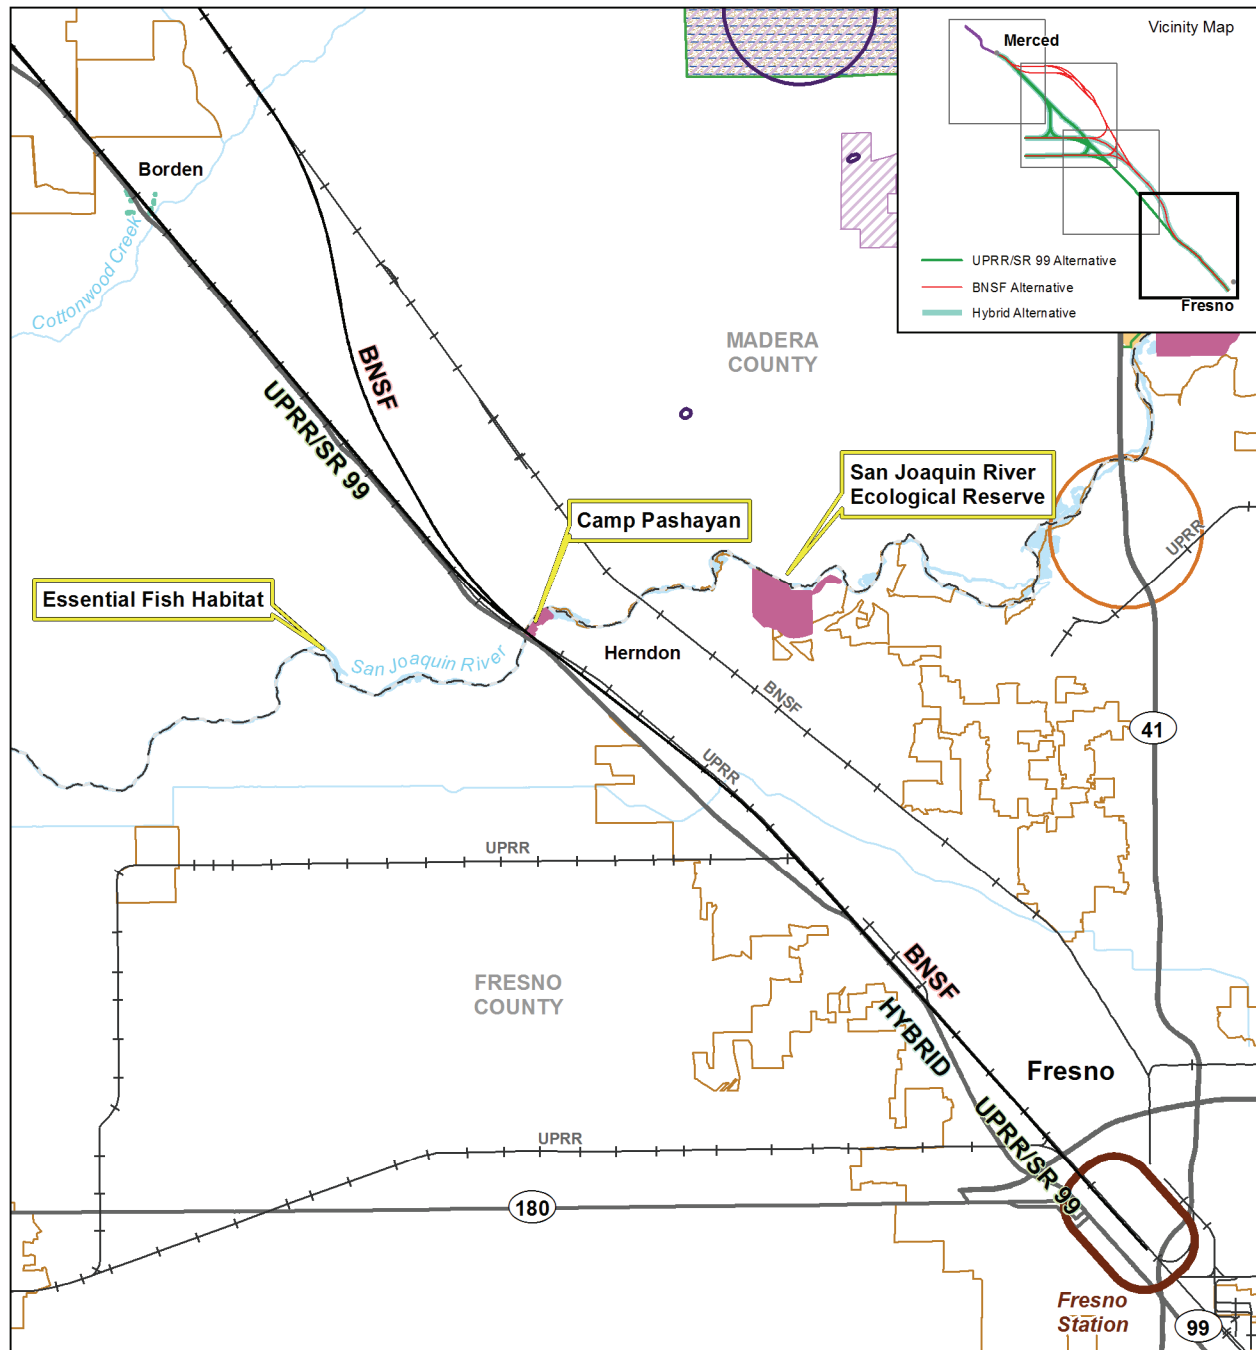 Vicinity Map
Merced
UPRR/SR 99 Alternative
BNSF Alternative
Hybrid Alternative
Fresno
Borden
Cottonwood Creek
MADERA
COUNTY
BNSF
UPRR/SR 99
San Joaquin River
Ecological Reserve
Camp Pashayan
UPRR
Essential Fish Habitat
San Joaquin River
Herndon
BNSF
41
UPRR
UPRR
BNSF
FRESNO
COUNTY
HYBRID
Fresno
UPRR/SR 99
UPRR
180
Fresno
Station
99